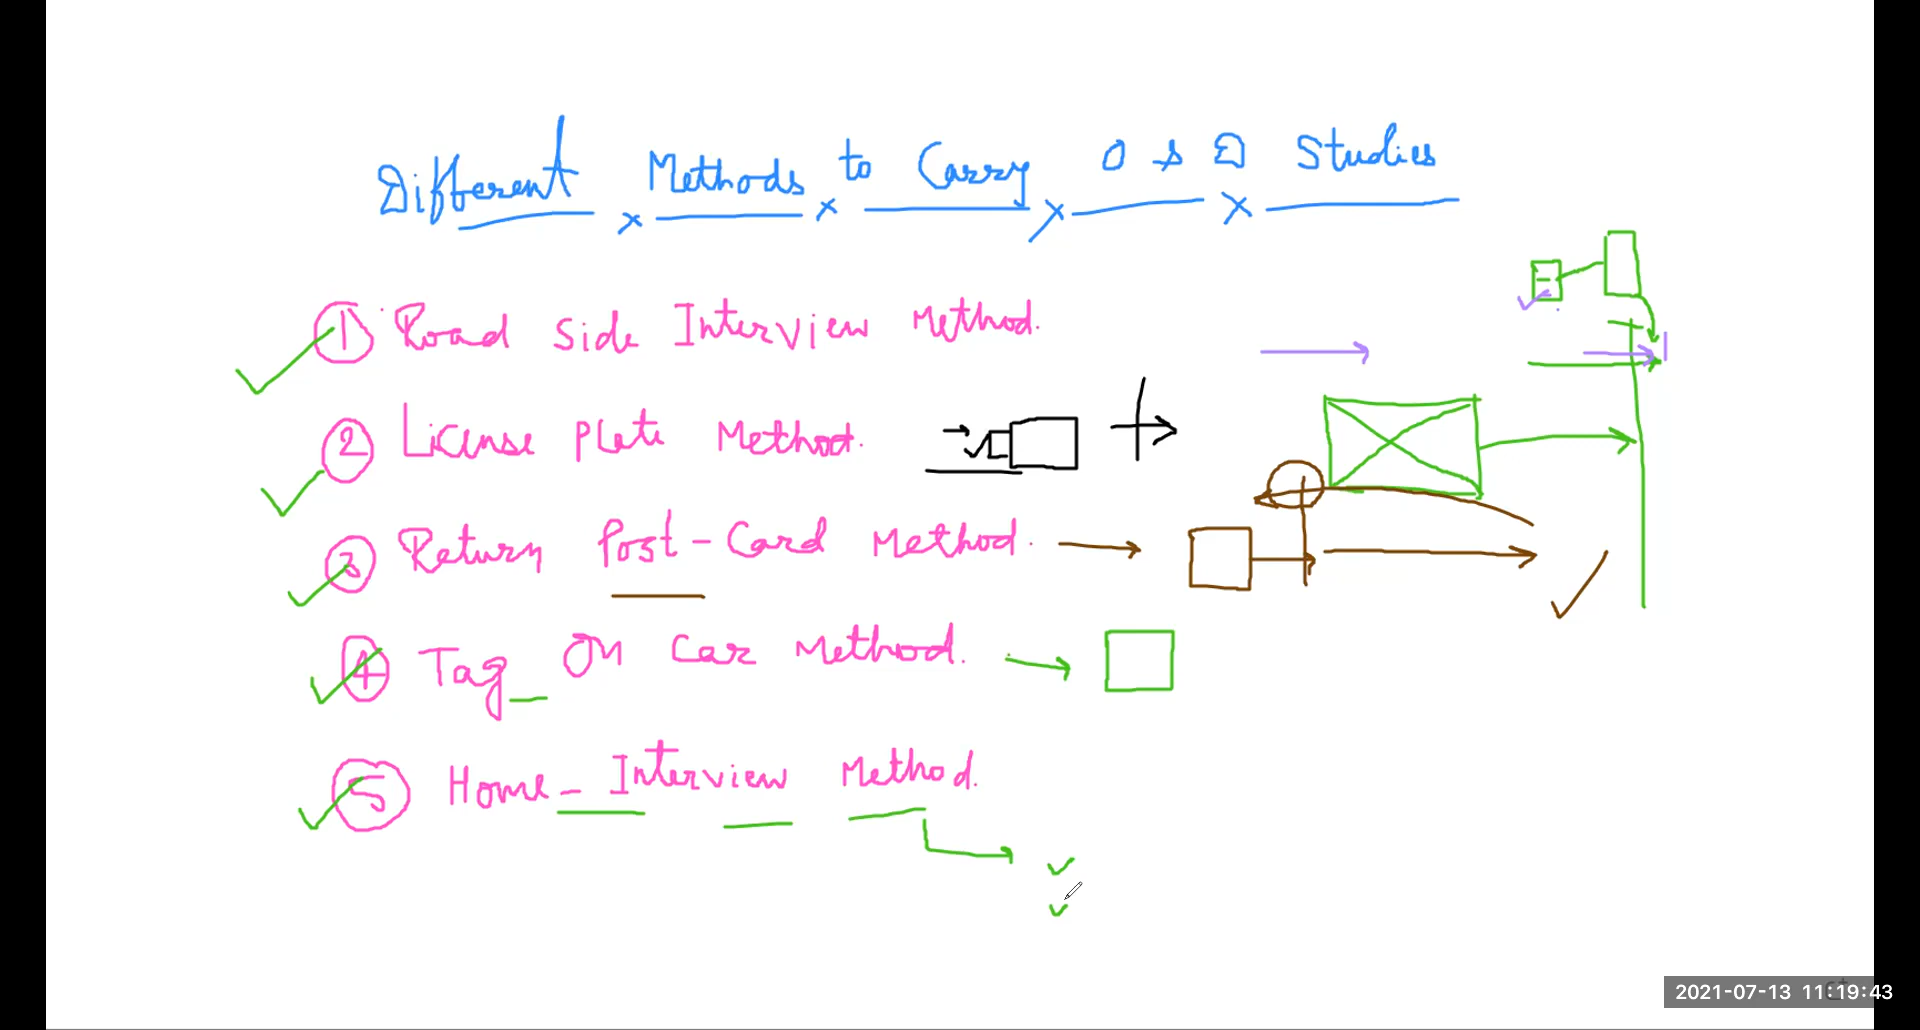 Different Methods to Carry O & D Studies
1 Road Side Interview Method.
2 License Plate Method.
3 Return Post-Card Method.
4 Tag On Car Method.
5 Home-Interview Method.
2021-07-13 11:19:43